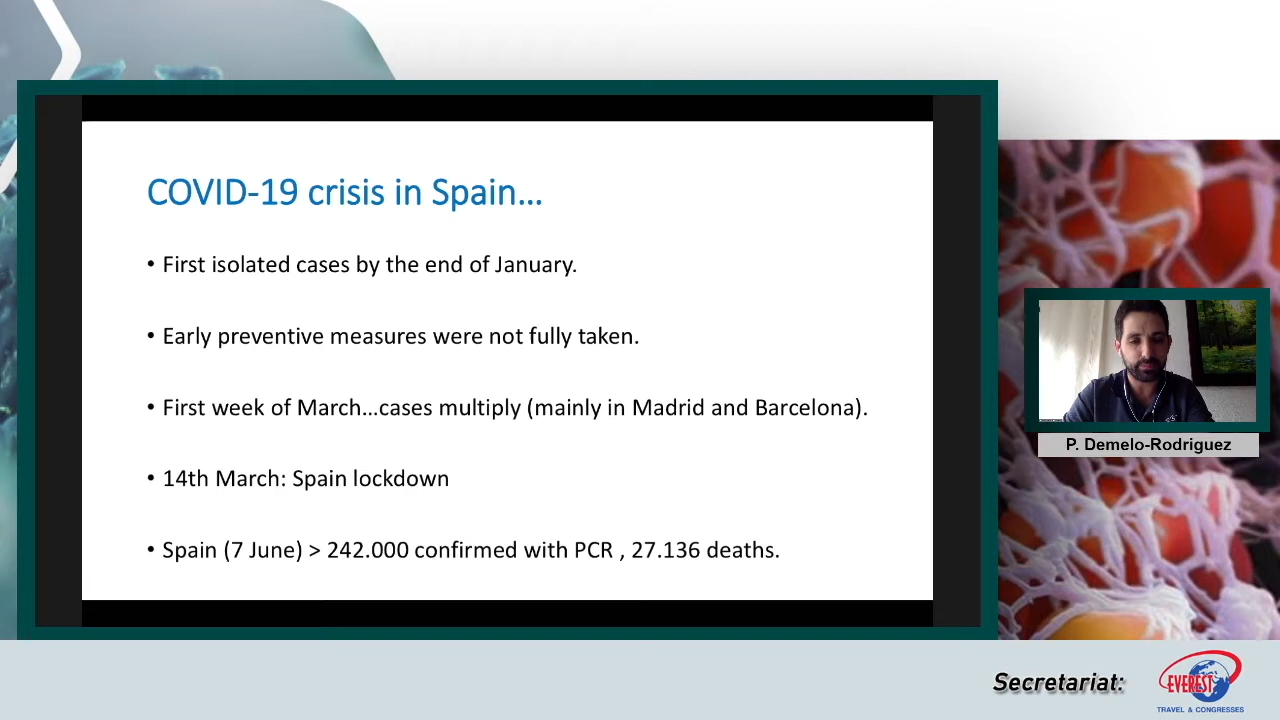 COVID-19 crisis in Spain...
• First isolated cases by the end of January.
• Early preventive measures were not fully taken.
• First week of March...cases multiply (mainly in Madrid and Barcelona).
• 14th March: Spain lockdown
• Spain (7 June) > 242.000 confirmed with PCR , 27.136 deaths.
P. Demelo-Rodriguez
Secretariat:
EVEREST
TRAVEL & CONGRESSES